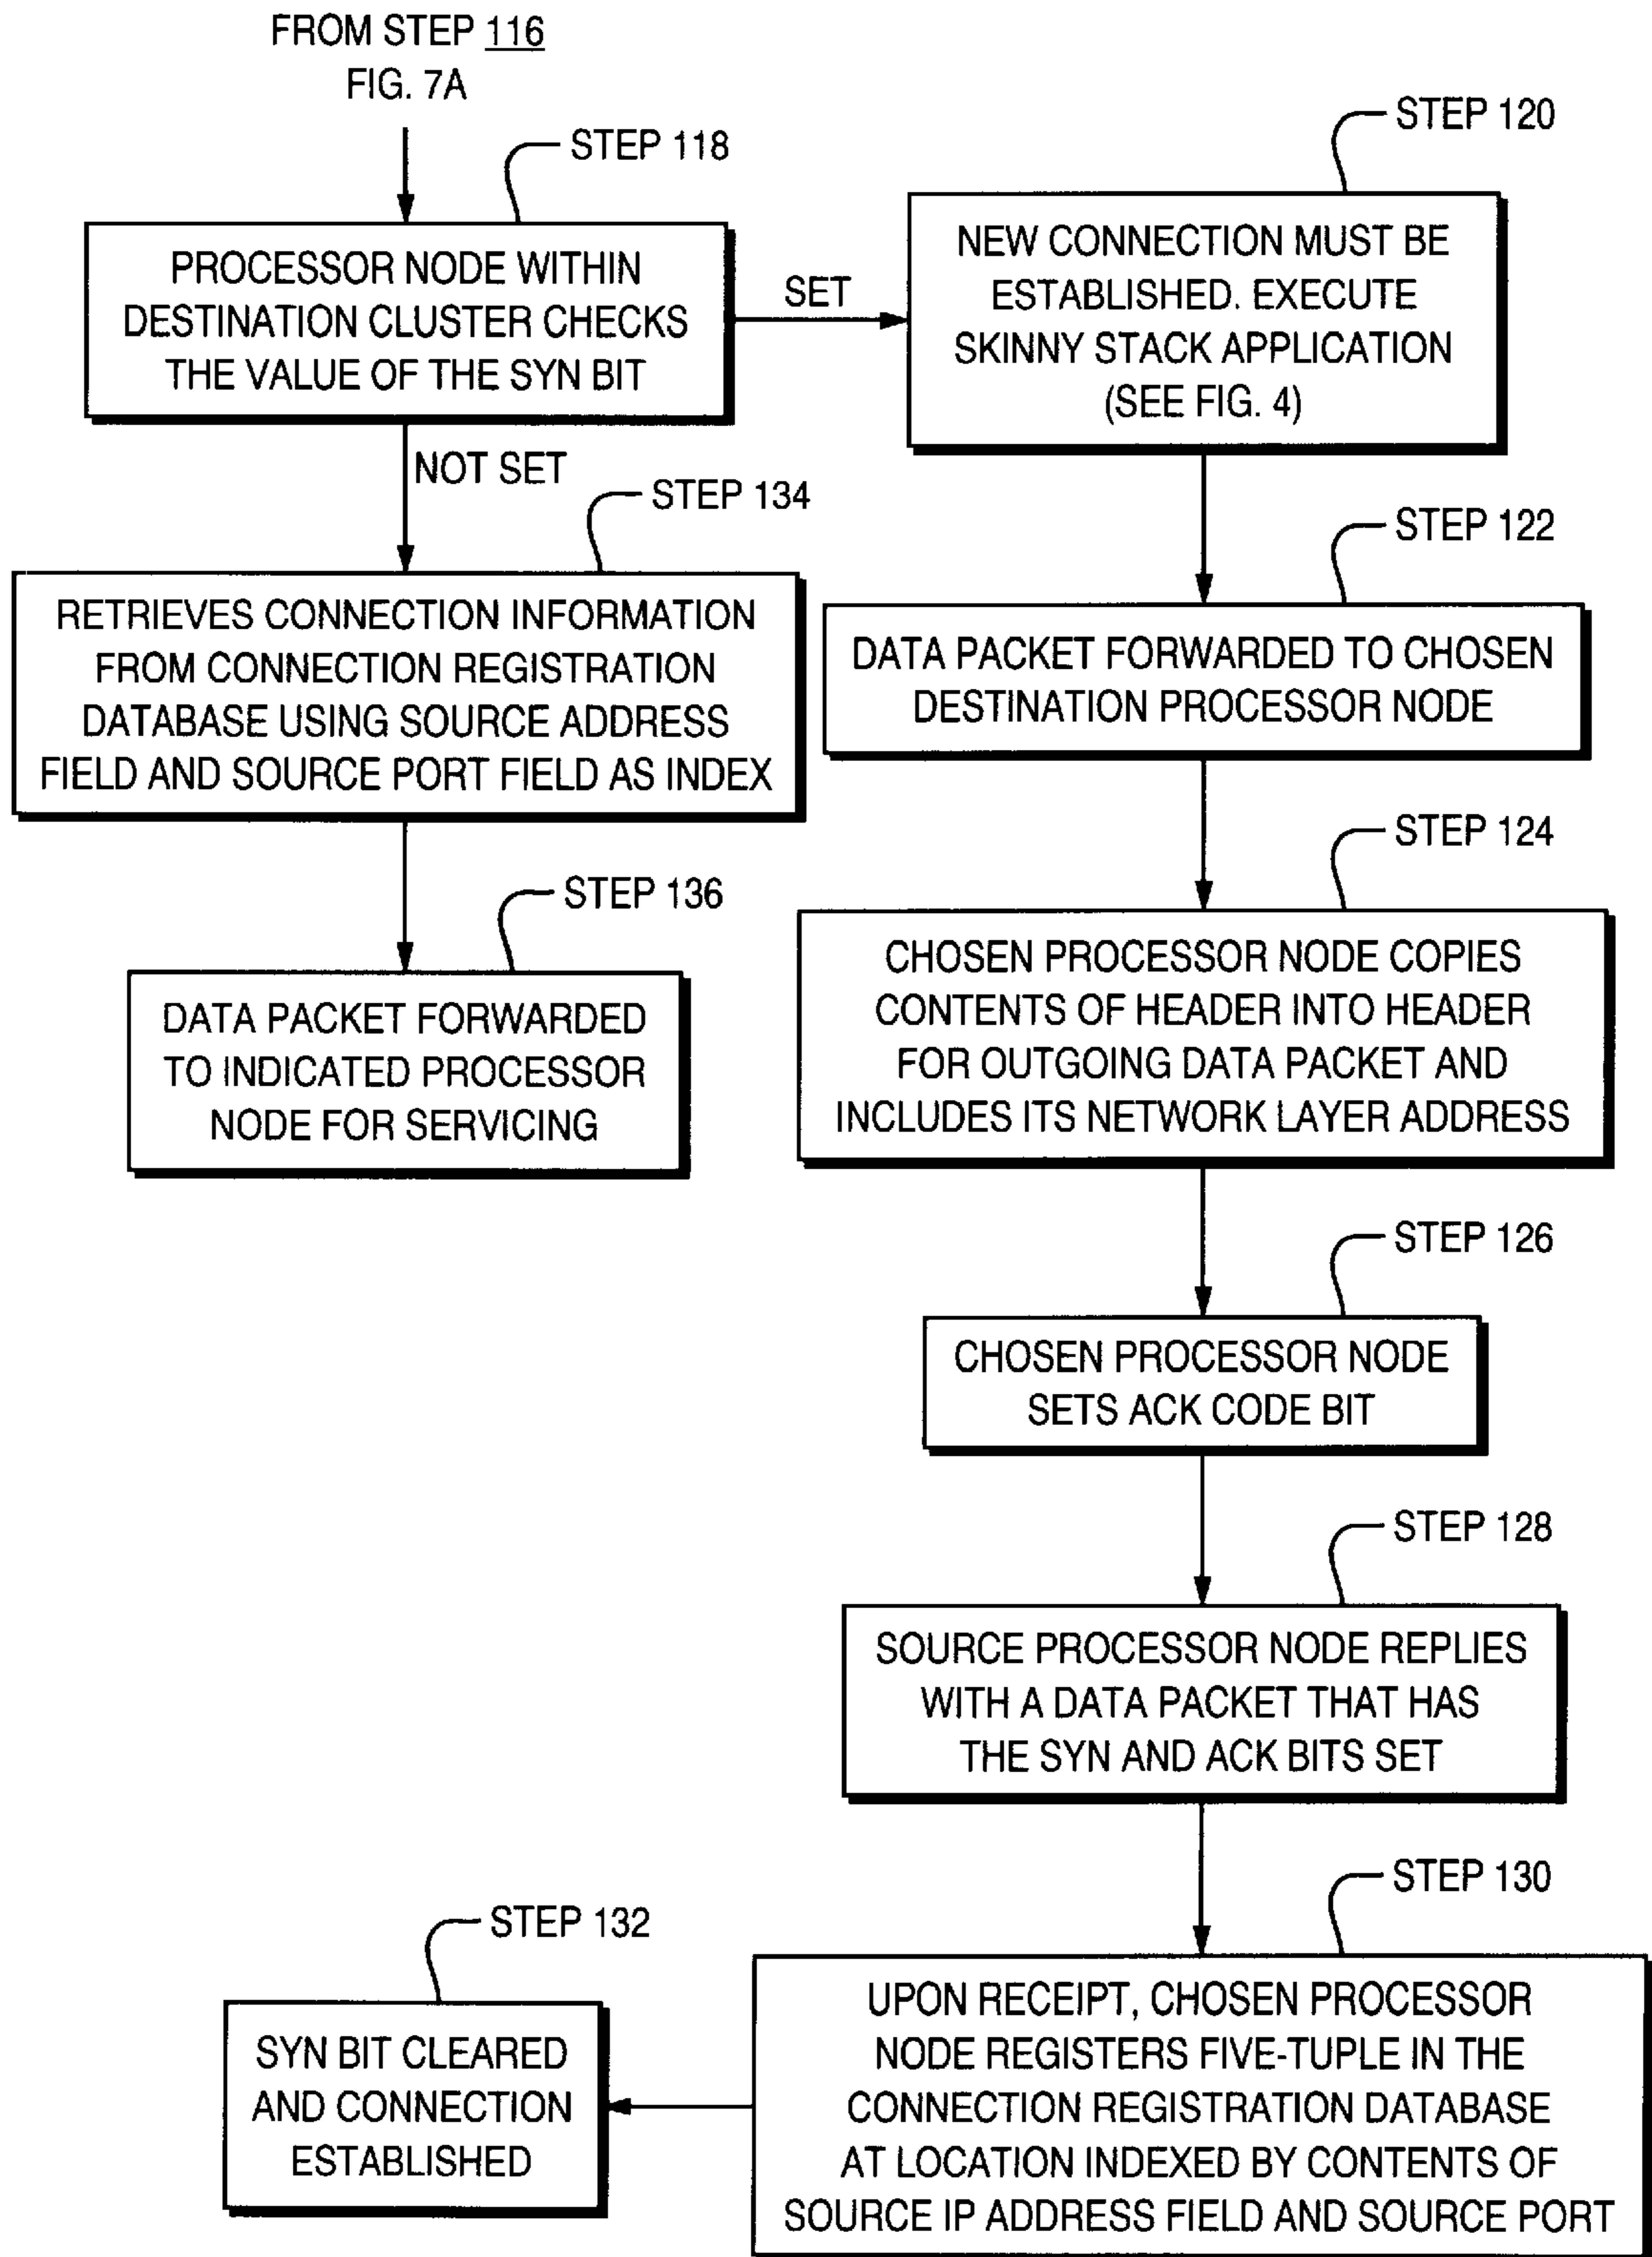 FROM STEP 116
FIG. 7A
STEP 118
PROCESSOR NODE WITHIN
DESTINATION CLUSTER CHECKS
THE VALUE OF THE SYN BIT
SET
STEP 120
NEW CONNECTION MUST BE
ESTABLISHED. EXECUTE
SKINNY STACK APPLICATION
(SEE FIG. 4)
NOT SET
STEP 134
RETRIEVES CONNECTION INFORMATION
FROM CONNECTION REGISTRATION
DATABASE USING SOURCE ADDRESS
FIELD AND SOURCE PORT FIELD AS INDEX
STEP 136
DATA PACKET FORWARDED
TO INDICATED PROCESSOR
NODE FOR SERVICING
STEP 122
DATA PACKET FORWARDED TO CHOSEN
DESTINATION PROCESSOR NODE
STEP 124
CHOSEN PROCESSOR NODE COPIES
CONTENTS OF HEADER INTO HEADER
FOR OUTGOING DATA PACKET AND
INCLUDES ITS NETWORK LAYER ADDRESS
STEP 126
CHOSEN PROCESSOR NODE
SETS ACK CODE BIT
STEP 128
SOURCE PROCESSOR NODE REPLIES
WITH A DATA PACKET THAT HAS
THE SYN AND ACK BITS SET
STEP 130
UPON RECEIPT, CHOSEN PROCESSOR
NODE REGISTERS FIVE-TUPLE IN THE
CONNECTION REGISTRATION DATABASE
AT LOCATION INDEXED BY CONTENTS OF
SOURCE IP ADDRESS FIELD AND SOURCE PORT
STEP 132
SYN BIT CLEARED
AND CONNECTION
ESTABLISHED